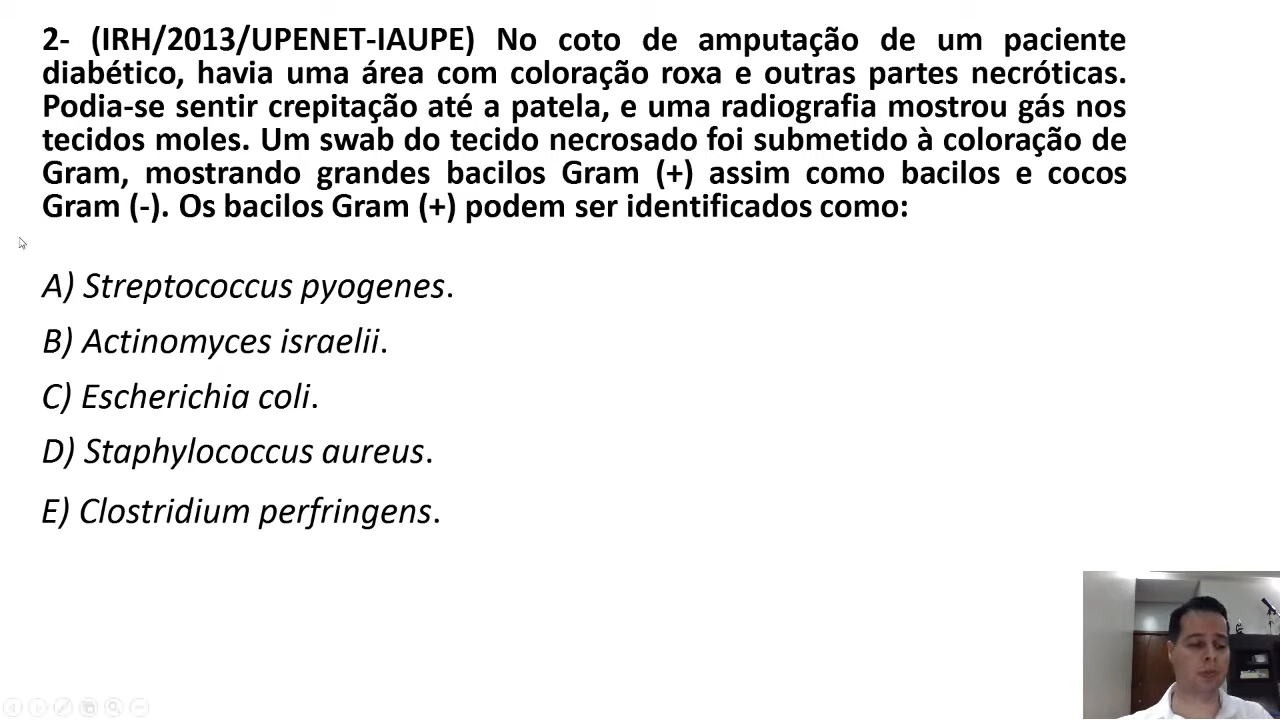 2- (IRH/2013/UPENET-IAUPE) No coto de amputação de um paciente
diabético, havia uma área com coloração roxa e outras partes necróticas.
Podia-se sentir crepitação até a patela, e uma radiografia mostrou gás nos
tecidos moles. Um swab do tecido necrosado foi submetido à coloração de
Gram, mostrando grandes bacilos Gram (+) assim como bacilos e cocos
Gram (-). Os bacilos Gram (+) podem ser identificados como:
A) Streptococcus pyogenes.
B) Actinomyces israelii.
C) Escherichia coli.
D) Staphylococcus aureus.
E) Clostridium perfringens.